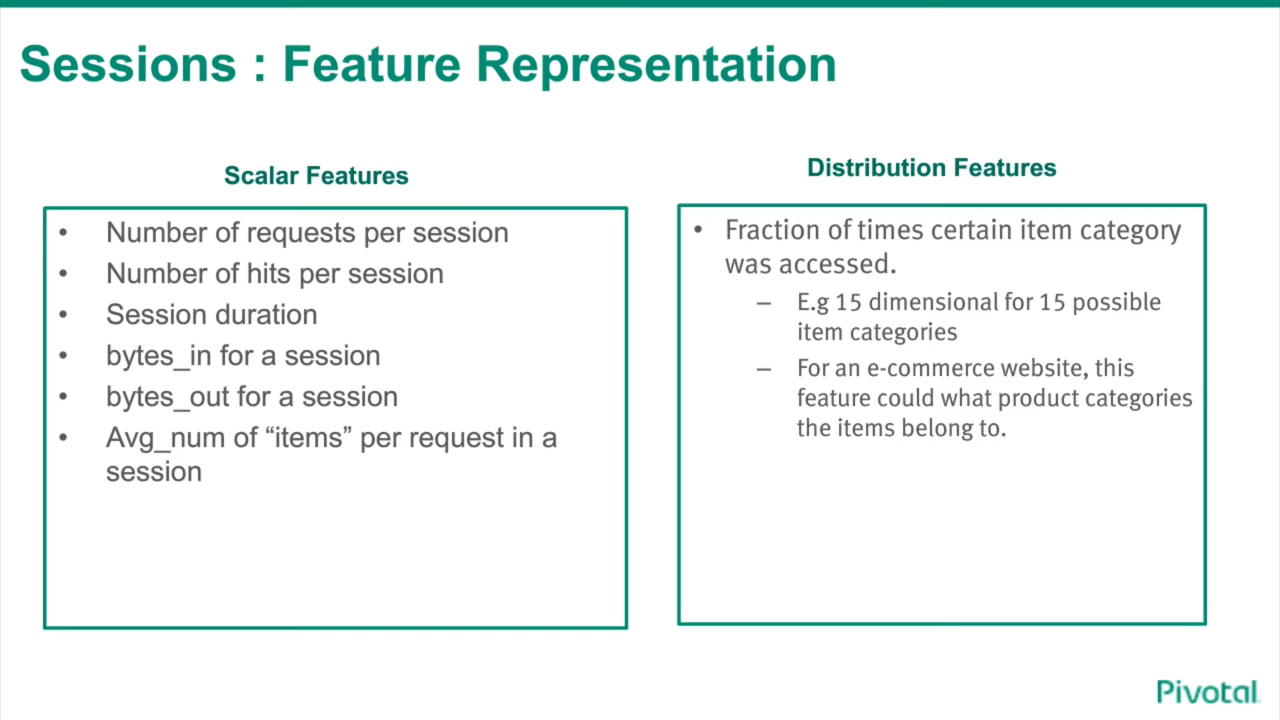 Sessions : Feature Representation
Scalar Features
• Number of requests per session
• Number of hits per session
• Session duration
• bytes_in for a session
• bytes_out for a session
• Avg_num of “items” per request in a
session
Distribution Features
• Fraction of times certain item category
was accessed.
– E.g 15 dimensional for 15 possible
item categories
– For an e-commerce website, this
feature could what product categories
the items belong to.
Pivotal